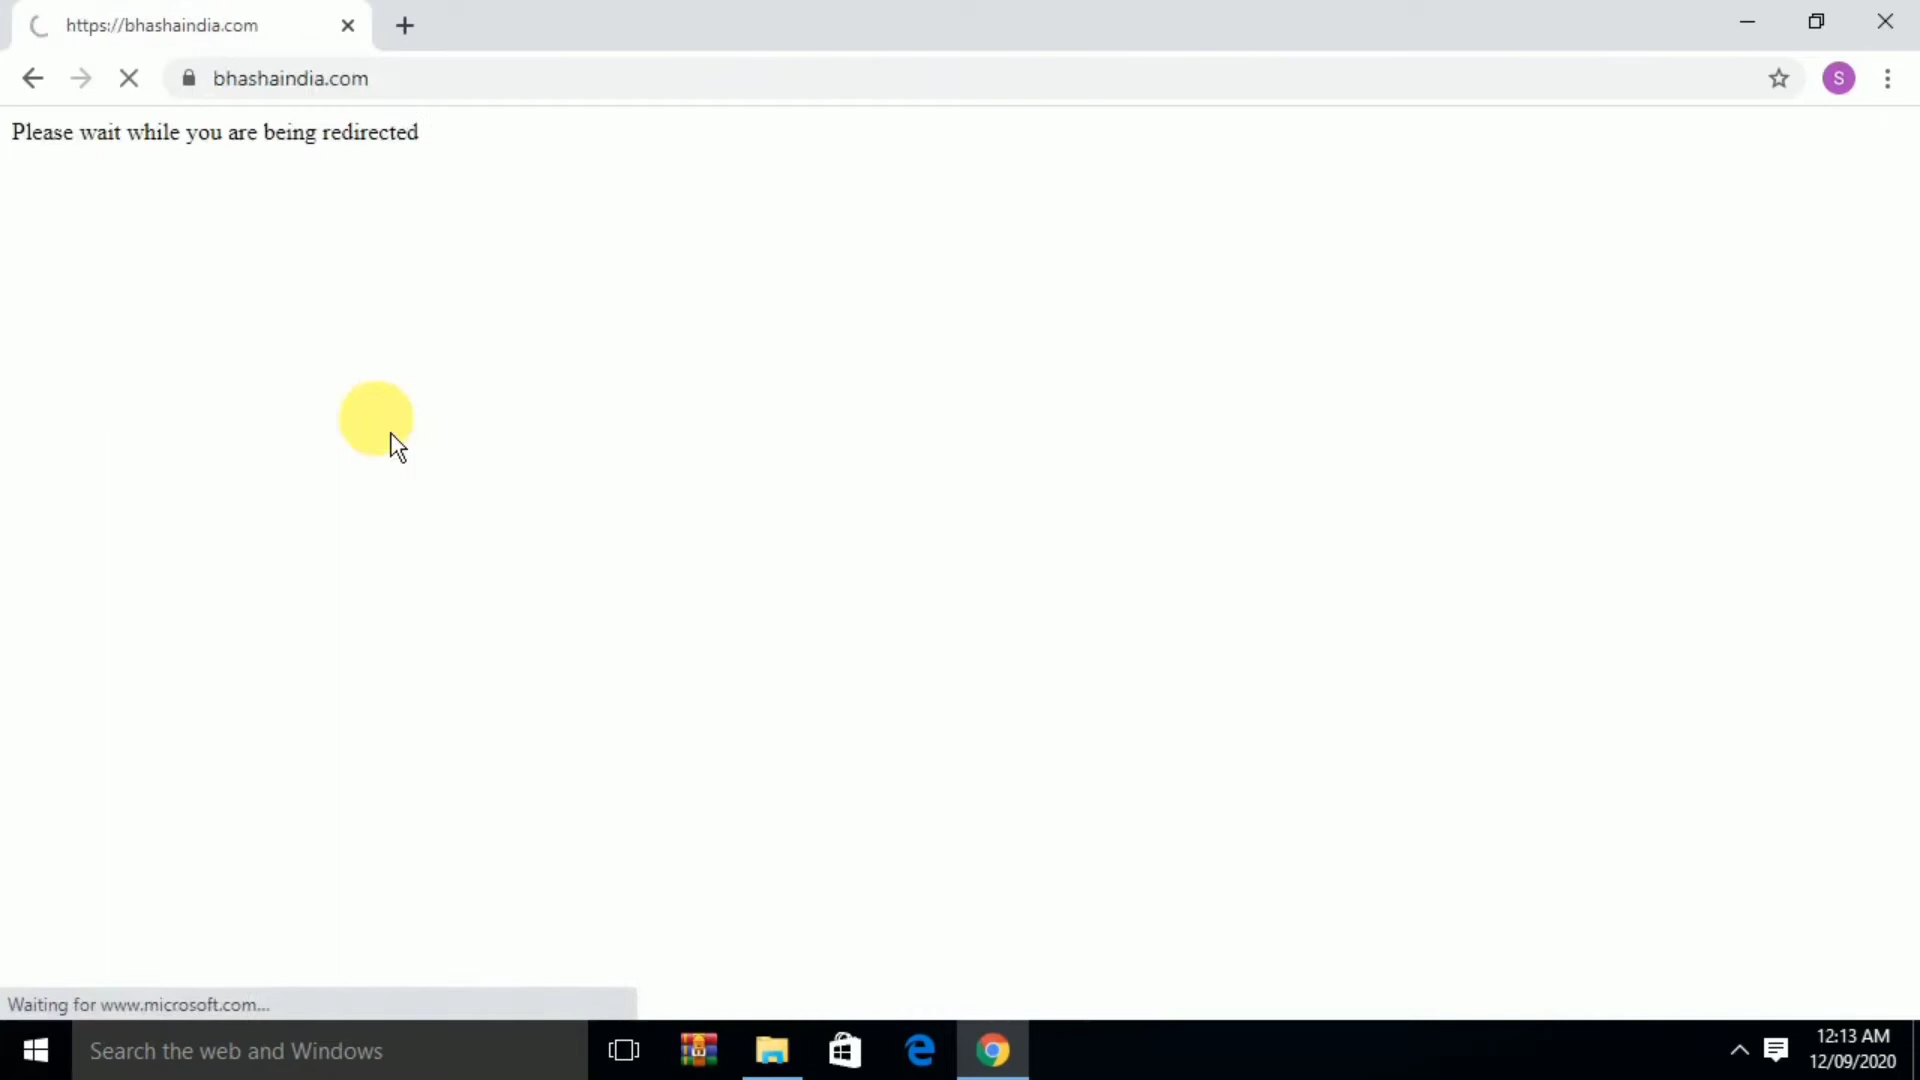 https://bhashaindia.com
bhashaindia.com
S
Please wait while you are being redirected
Waiting for www.microsoft.com...
Search the web and Windows
12:13 AM
12/09/2020